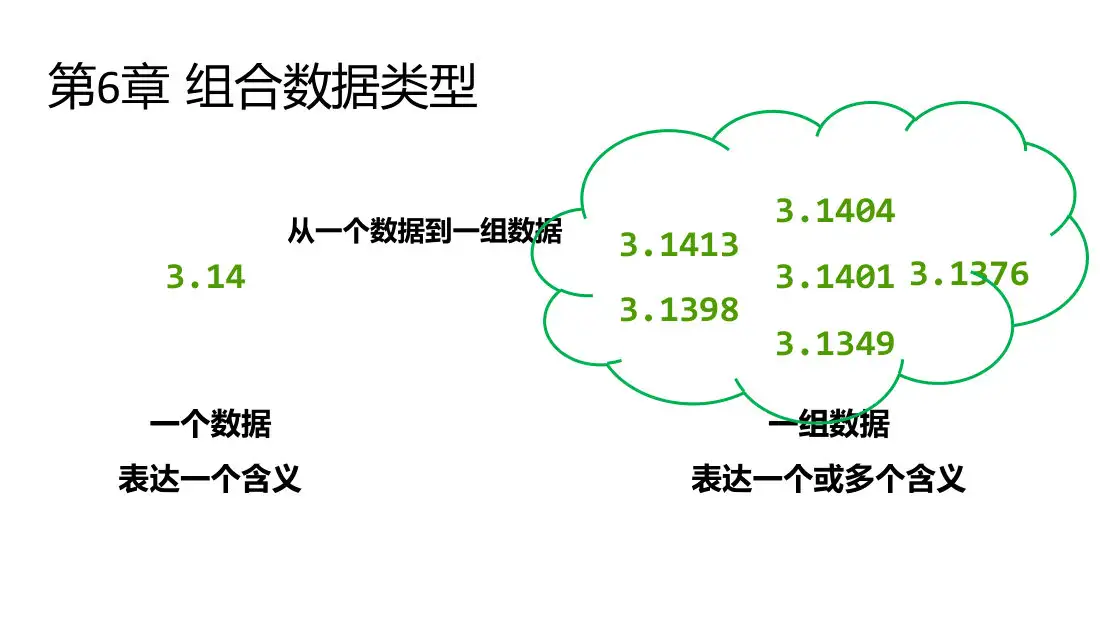 第6章 组合数据类型
从一个数据到一组数据
3.14
3.1413
3.1398
3.1404
3.1401
3.1349
3.1376
一个数据
表达一个含义
一组数据
表达一个或多个含义